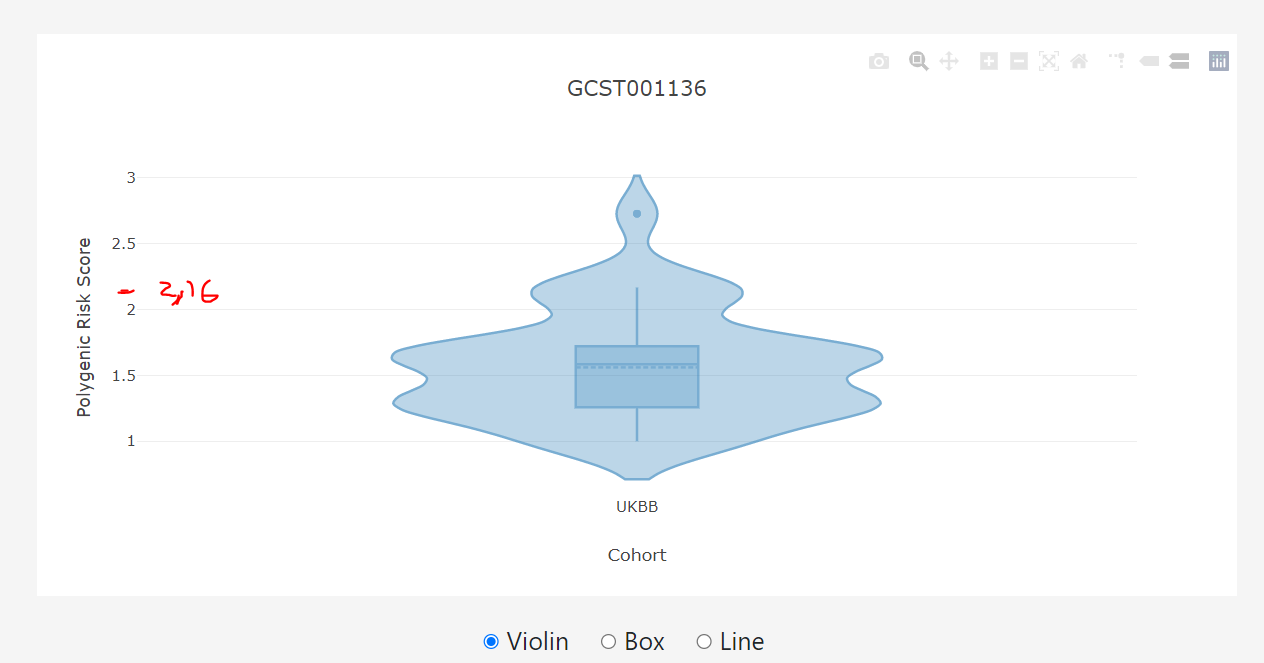 GCST001136
3
2.5
- 2,16
2
1.5
1
Polygenic Risk Score
UKBB
Cohort
Violin Box Line